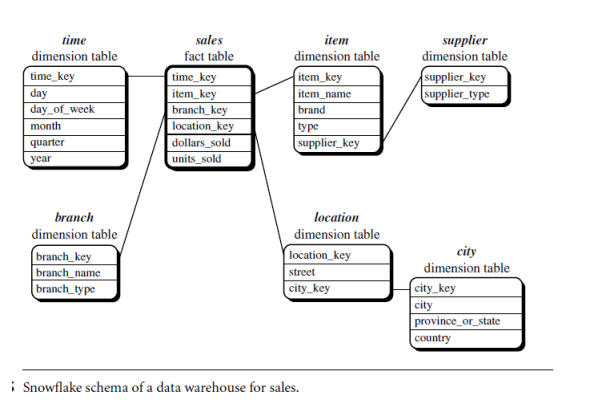 time
dimension table
time_key
day
day_of_week
month
quarter
year
sales
fact table
time_key
item_key
branch_key
location_key
dollars_sold
units_sold
item
dimension table
item_key
item_name
brand
type
supplier_key
supplier
dimension table
supplier_key
supplier_type
branch
dimension table
branch_key
branch_name
branch_type
location
dimension table
location_key
street
city_key
city
dimension table
city_key
city
province_or_state
country
Snowflake schema of a data warehouse for sales.